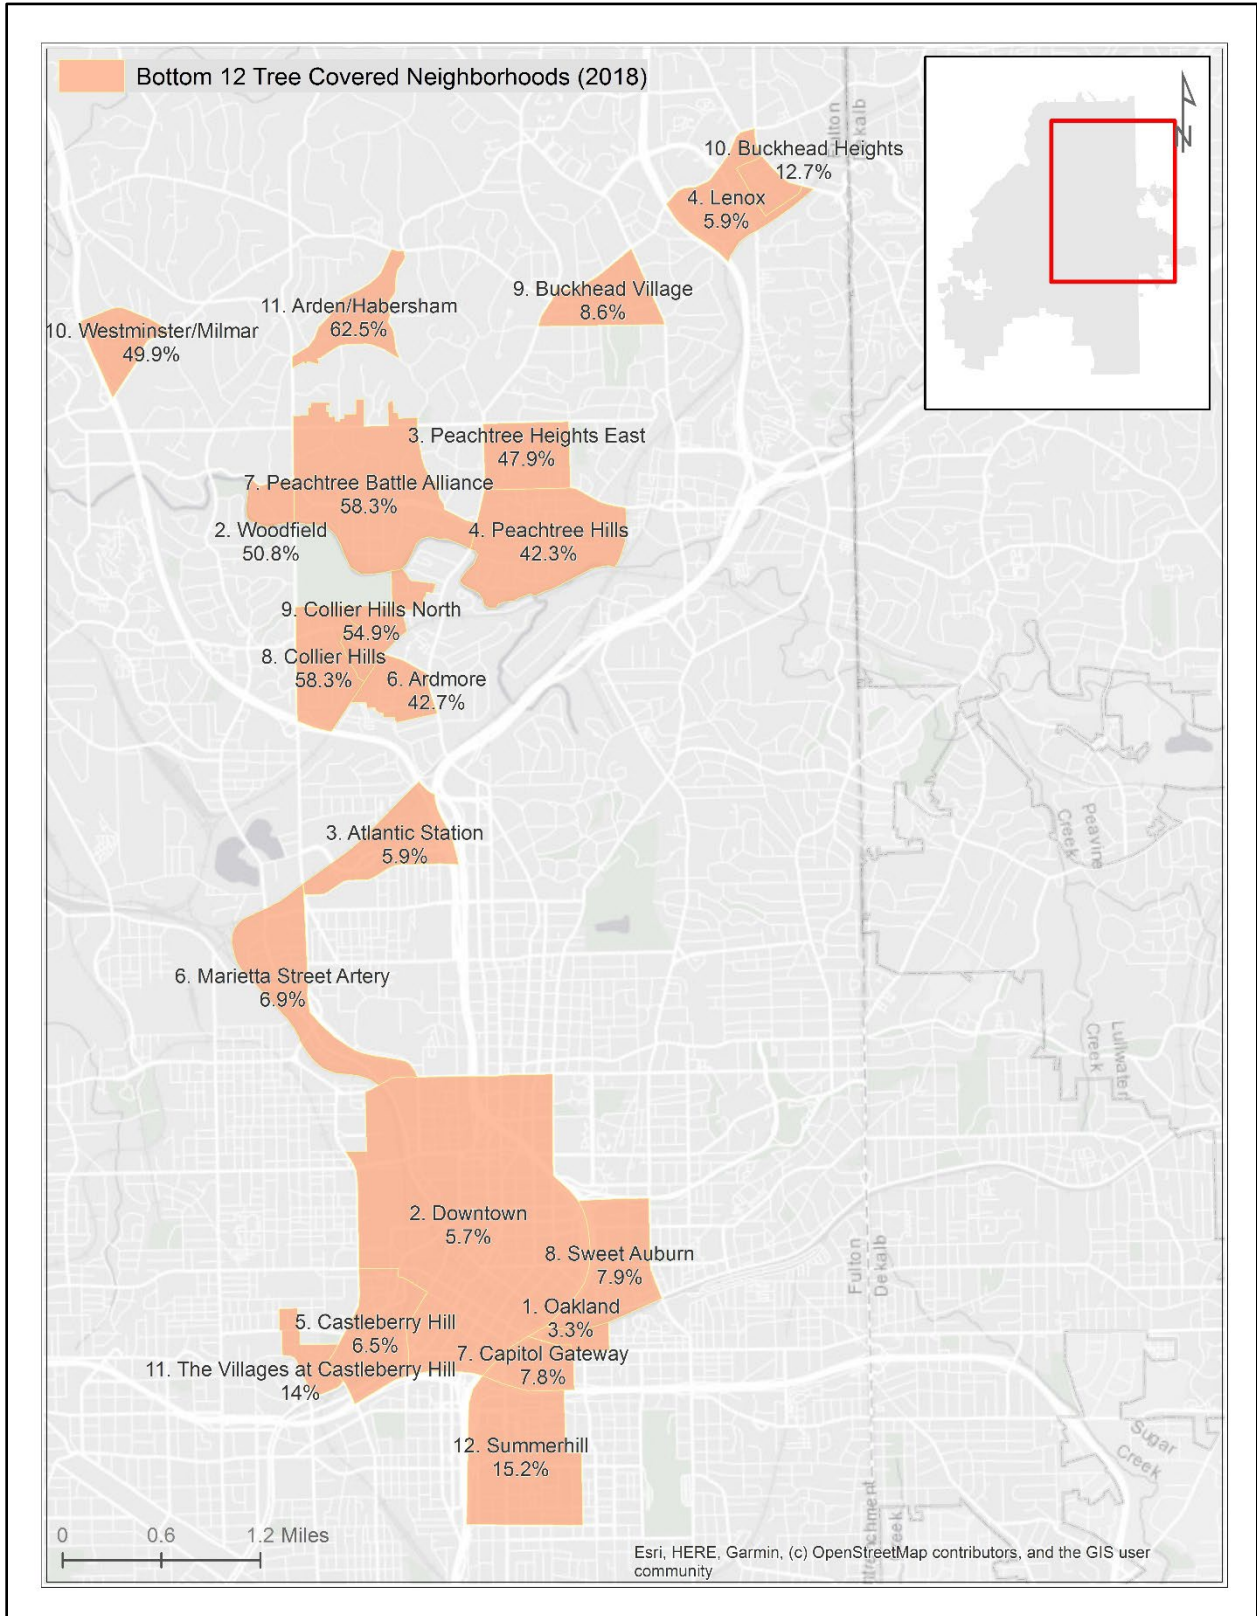 Bottom 12 Tree Covered Neighborhoods (2018)
Fulton
Dekalb
10. Buckhead Heights
12.7%
4. Lenox
5.9%
9. Buckhead Village
8.6%
11. Arden/Habersham
62.5%
10. Westminster/Milmar
49.9%
3. Peachtree Heights East
47.9%
7. Peachtree Battle Alliance
58.3%
2. Woodfield
50.8%
4. Peachtree Hills
42.3%
9. Collier Hills North
54.9%
8. Collier Hills
58.3%
6. Ardmore
42.7%
3. Atlantic Station
5.9%
Peavine
Creek
6. Marietta Street Artery
6.9%
Lullwater
Creek
2. Downtown
5.7%
8. Sweet Auburn
7.9%
Fulton
Dekalb
1. Oakland
3.3%
5. Castleberry Hill
6.5%
7. Capitol Gateway
7.8%
11. The Villages at Castleberry Hill
14%
12. Summerhill
15.2%
Sugar
Creek
Creek
0 0.6 1.2 Miles
Esri, HERE, Garmin, (c) OpenStreetMap contributors, and the GIS user
community